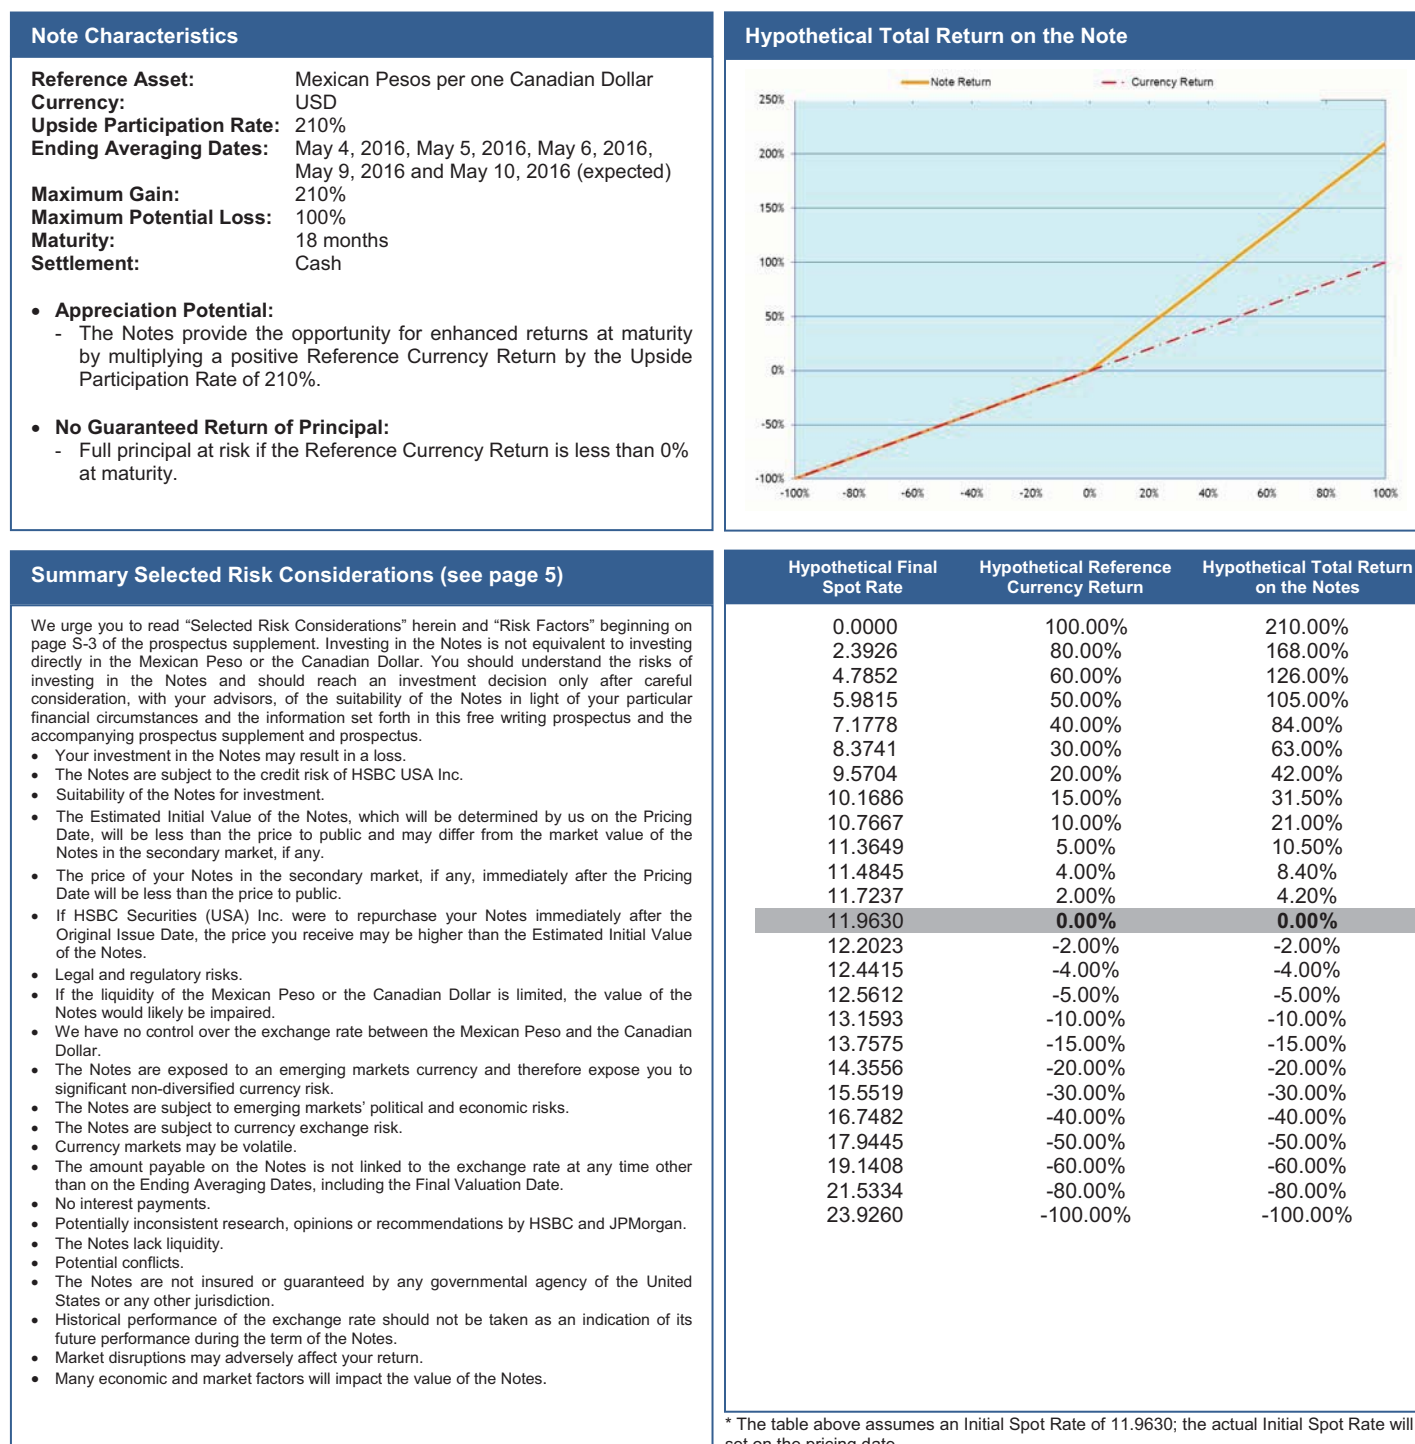 Note Characteristics
Reference Asset: Mexican Pesos per one Canadian Dollar
Currency: USD
Upside Participation Rate: 210%
Ending Averaging Dates: May 4, 2016, May 5, 2016, May 6, 2016,
May 9, 2016 and May 10, 2016 (expected)
Maximum Gain: 210%
Maximum Potential Loss: 100%
Maturity: 18 months
Settlement: Cash
• Appreciation Potential:
- The Notes provide the opportunity for enhanced returns at maturity
by multiplying a positive Reference Currency Return by the Upside
Participation Rate of 210%.
• No Guaranteed Return of Principal:
- Full principal at risk if the Reference Currency Return is less than 0%
at maturity.
Hypothetical Total Return on the Note
Note Return Currency Return
250%
200%
150%
100%
50%
0%
-50%
-100%
-100% -80% -60% -40% -20% 0% 20% 40% 60% 80% 100%
Summary Selected Risk Considerations (see page 5)
We urge you to read “Selected Risk Considerations” herein and “Risk Factors” beginning on
page S-3 of the prospectus supplement. Investing in the Notes is not equivalent to investing
directly in the Mexican Peso or the Canadian Dollar. You should understand the risks of
investing in the Notes and should reach an investment decision only after careful
consideration, with your advisors, of the suitability of the Notes in light of your particular
financial circumstances and the information set forth in this free writing prospectus and the
accompanying prospectus supplement and prospectus.
• Your investment in the Notes may result in a loss.
• The Notes are subject to the credit risk of HSBC USA Inc.
• Suitability of the Notes for investment.
• The Estimated Initial Value of the Notes, which will be determined by us on the Pricing
Date, will be less than the price to public and may differ from the market value of the
Notes in the secondary market, if any.
• The price of your Notes in the secondary market, if any, immediately after the Pricing
Date will be less than the price to public.
• If HSBC Securities (USA) Inc. were to repurchase your Notes immediately after the
Original Issue Date, the price you receive may be higher than the Estimated Initial Value
of the Notes.
• Legal and regulatory risks.
• If the liquidity of the Mexican Peso or the Canadian Dollar is limited, the value of the
Notes would likely be impaired.
• We have no control over the exchange rate between the Mexican Peso and the Canadian
Dollar.
• The Notes are exposed to an emerging markets currency and therefore expose you to
significant non-diversified currency risk.
• The Notes are subject to emerging markets’ political and economic risks.
• The Notes are subject to currency exchange risk.
• Currency markets may be volatile.
• The amount payable on the Notes is not linked to the exchange rate at any time other
than on the Ending Averaging Dates, including the Final Valuation Date.
• No interest payments.
• Potentially inconsistent research, opinions or recommendations by HSBC and JPMorgan.
• The Notes lack liquidity.
• Potential conflicts.
• The Notes are not insured or guaranteed by any governmental agency of the United
States or any other jurisdiction.
• Historical performance of the exchange rate should not be taken as an indication of its
future performance during the term of the Notes.
• Market disruptions may adversely affect your return.
• Many economic and market factors will impact the value of the Notes.
Hypothetical Final Hypothetical Reference Hypothetical Total Return
Spot Rate Currency Return on the Notes
0.0000 100.00% 210.00%
2.3926 80.00% 168.00%
4.7852 60.00% 126.00%
5.9815 50.00% 105.00%
7.1778 40.00% 84.00%
8.3741 30.00% 63.00%
9.5704 20.00% 42.00%
10.1686 15.00% 31.50%
10.7667 10.00% 21.00%
11.3649 5.00% 10.50%
11.4845 4.00% 8.40%
11.7237 2.00% 4.20%
11.9630 0.00% 0.00%
12.2023 -2.00% -2.00%
12.4415 -4.00% -4.00%
12.5612 -5.00% -5.00%
13.1593 -10.00% -10.00%
13.7575 -15.00% -15.00%
14.3556 -20.00% -20.00%
15.5519 -30.00% -30.00%
16.7482 -40.00% -40.00%
17.9445 -50.00% -50.00%
19.1408 -60.00% -60.00%
21.5334 -80.00% -80.00%
23.9260 -100.00% -100.00%
* The table above assumes an Initial Spot Rate of 11.9630; the actual Initial Spot Rate will
set on the pricing date